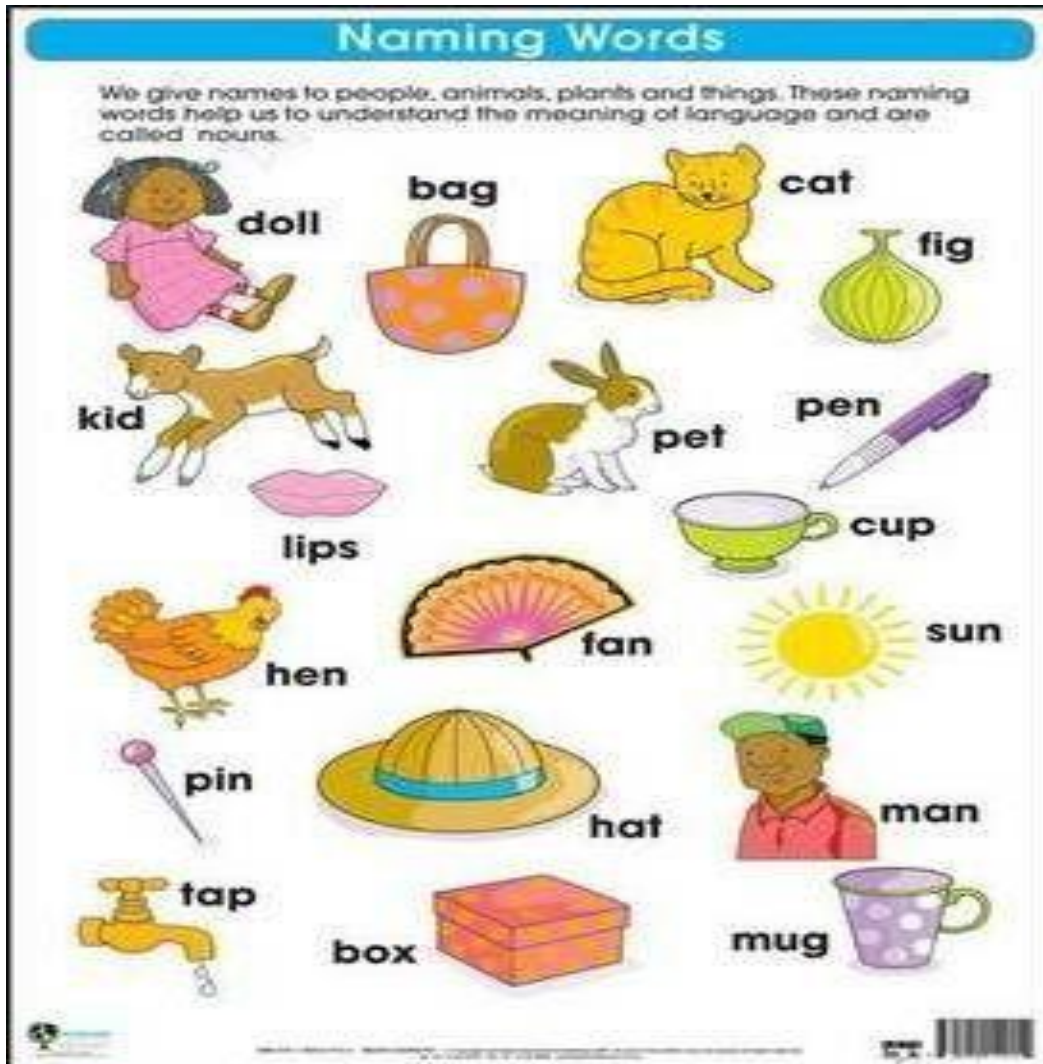 Naming Words
We give names to people, animals, plants and things. These naming
words help us to understand the meaning of language and are
called nouns.
doll
bag
cat
fig
kid
pet
pen
lips
cup
hen
fan
sun
pin
hat
man
tap
box
mug